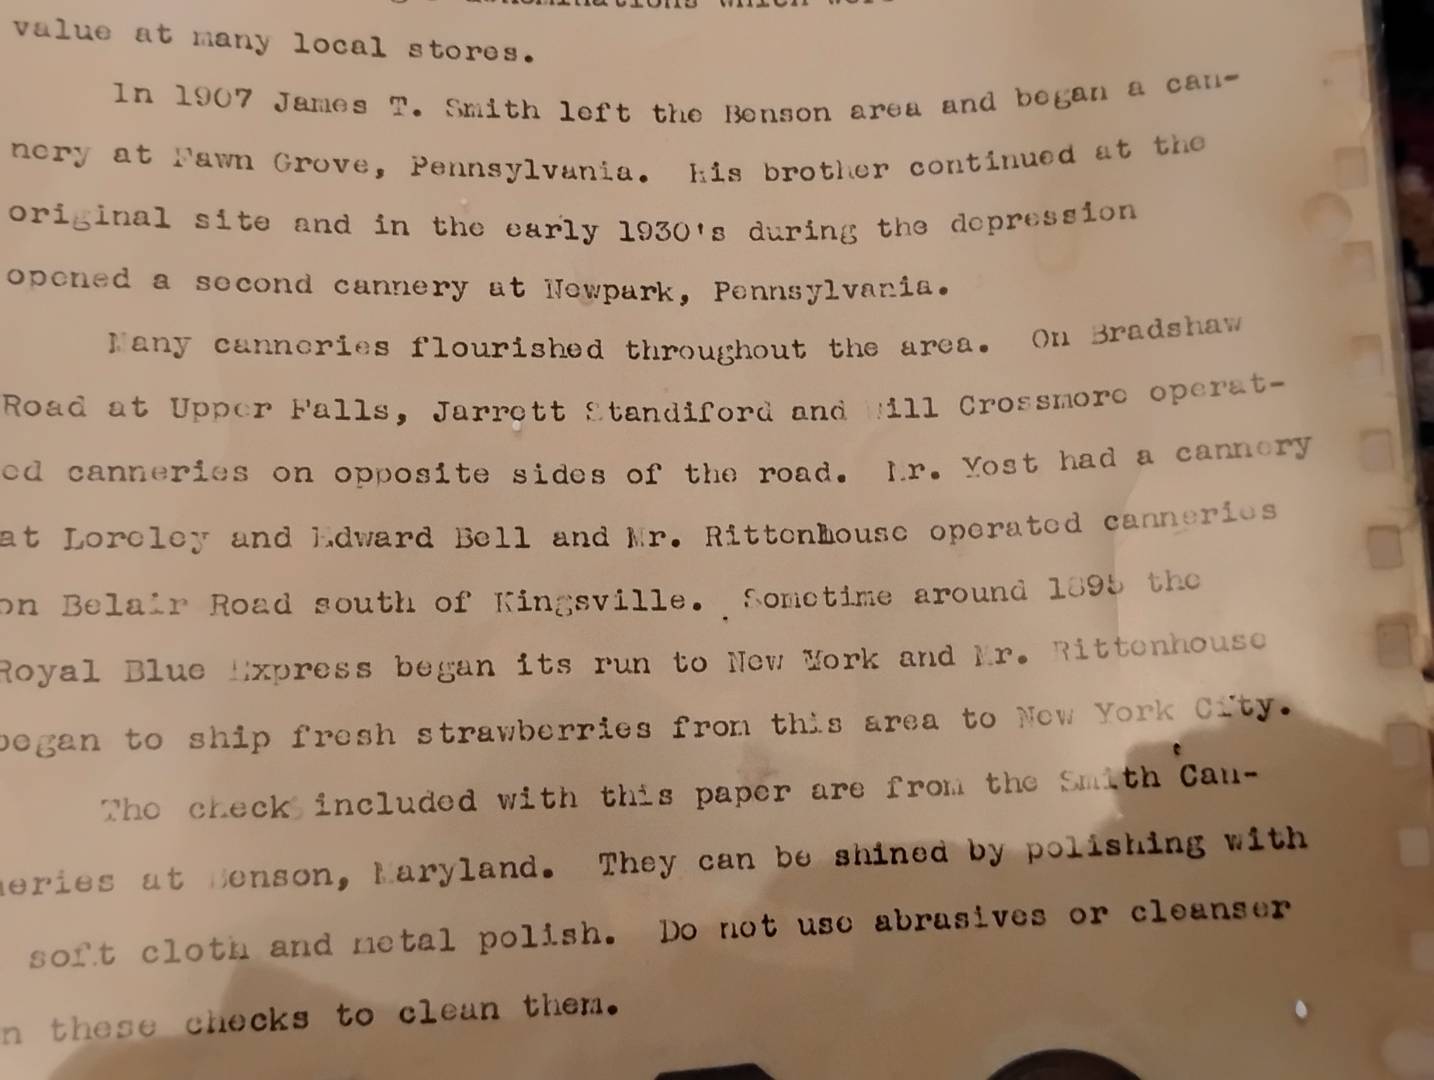 denominations which were
value at many local stores.
In 1907 James T. Smith left the Benson area and began a can-
nery at Fawn Grove, Pennsylvania. His brother continued at the
original site and in the early 1930's during the depression
opened a second cannery at Newpark, Pennsylvania.
Many canneries flourished throughout the area. On Bradshaw
Road at Upper Falls, Jarrett Standiford and Will Crossmore operat-
ed canneries on opposite sides of the road. Mr. Yost had a cannery
at Loreley and Edward Bell and Mr. Rittenhouse operated canneries
on Belair Road south of Kingsville. Sometime around 1895 the
Royal Blue Express began its run to New York and Mr. Rittenhouse
began to ship fresh strawberries from this area to New York City.
The checks included with this paper are from the Smith Can-
neries at Benson, Maryland. They can be shined by polishing with
soft cloth and metal polish. Do not use abrasives or cleanser
n these checks to clean them.